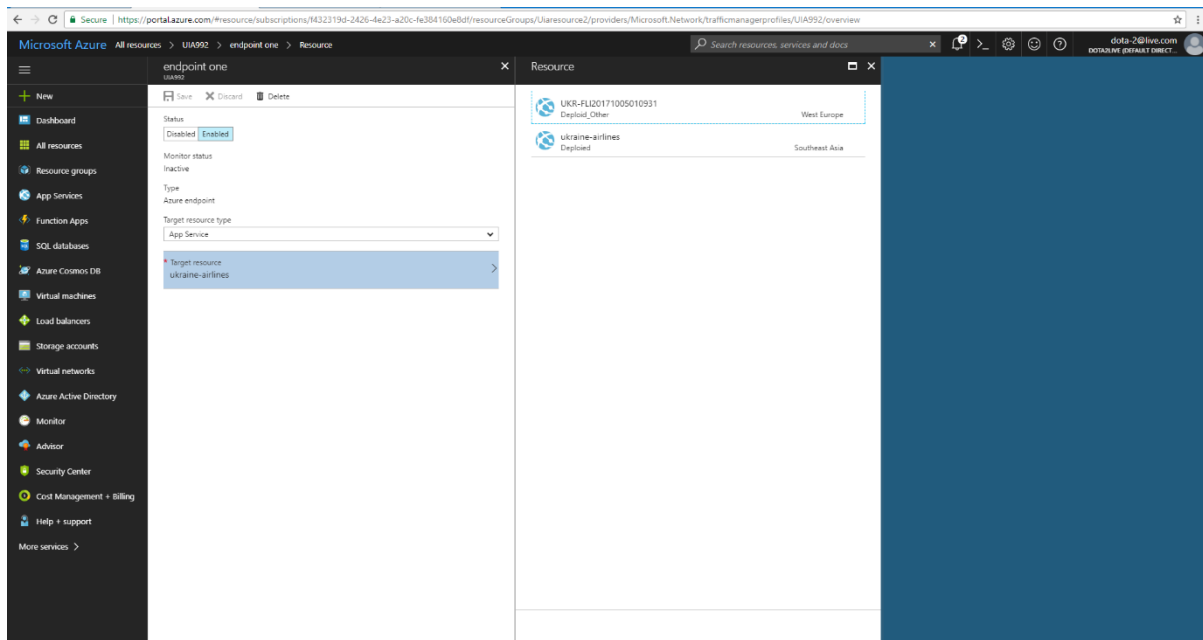 Secure | https://portal.azure.com/#resource/subscriptions/f432319d-2426-4e23-a20c-fe384160e8df/resourceGroups/Uiaresource2/providers/Microsoft.Network/trafficmanagerprofiles/UIA992/overview
Microsoft Azure All resources > UIA992 > endpoint one > Resource
Search resources, services and docs
2
dota-2@live.com
DOTA2LIVE (DEFAULT DIRECT...
New
Dashboard
All resources
Resource groups
App Services
Function Apps
SQL databases
Azure Cosmos DB
Virtual machines
Load balancers
Storage accounts
Virtual networks
Azure Active Directory
Monitor
Advisor
Security Center
Cost Management + Billing
Help + support
More services >
endpoint one
UIA992
Save Discard Delete
Status
Disabled Enabled
Monitor status
Inactive
Type
Azure endpoint
Target resource type
App Service
* Target resource
ukraine-airlines
Resource
UKR-FLI20171005010931
Deploid_Other West Europe
ukraine-airlines
Deploied Southeast Asia